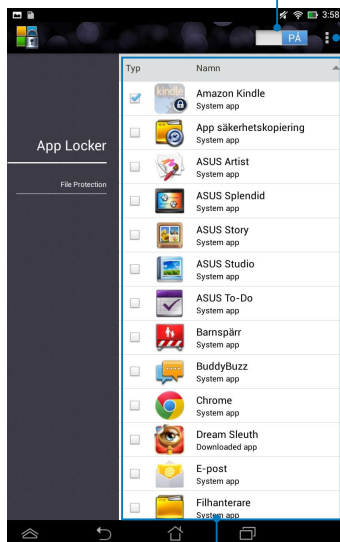 3:58
PÅ
App Locker
File Protection
Typ Namn
kindle
Amazon Kindle
System app
App säkerhetskopiering
System app
ASUS Artist
System app
ASUS Splendid
System app
ASUS Story
System app
ASUS Studio
System app
ASUS To-Do
System app
Barnspärr
System app
BuddyBuzz
System app
Chrome
System app
Dream Sleuth
Downloaded app
E-post
System app
Filhanterare
System app